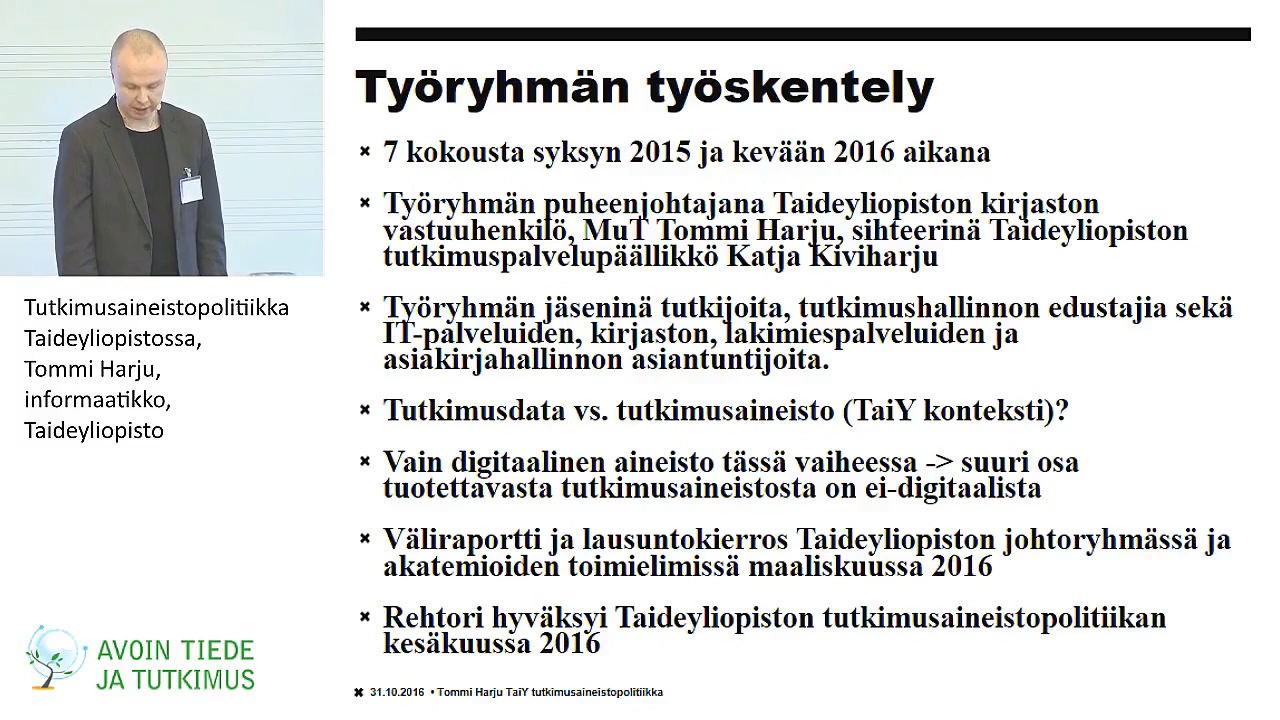 Työryhmän työskentely
7 kokousta syksyn 2015 ja kevään 2016 aikana
Työryhmän puheenjohtajana Taideyliopiston kirjaston
vastuuhenkilö, MuT Tommi Harju, sihteerinä Taideyliopiston
tutkimuspalvelupäällikkö Katja Kiviharju
Työryhmän jäseninä tutkijoita, tutkimushallinnon edustajia sekä
IT-palveluiden, kirjaston, lakimiespalveluiden ja
asiakirjahallinnon asiantuntijoita.
Tutkimusdata vs. tutkimusaineisto (TaiY konteksti)?
Vain digitaalinen aineisto tässä vaiheessa -> suuri osa
tuotettavasta tutkimusaineistosta on ei-digitaalista
Väliraportti ja lausuntokierros Taideyliopiston johtoryhmässä ja
akatemioiden toimielimissä maaliskuussa 2016
Rehtori hyväksyi Taideyliopiston tutkimusaineistopolitiikan
kesäkuussa 2016
31.10.2016 • Tommi Harju TaiY tutkimusaineistopolitiikka
Tutkimusaineistopolitiikka
Taideyliopistossa,
Tommi Harju,
informaatikko,
Taideyliopisto
AVOIN TIEDE
JA TUTKIMUS